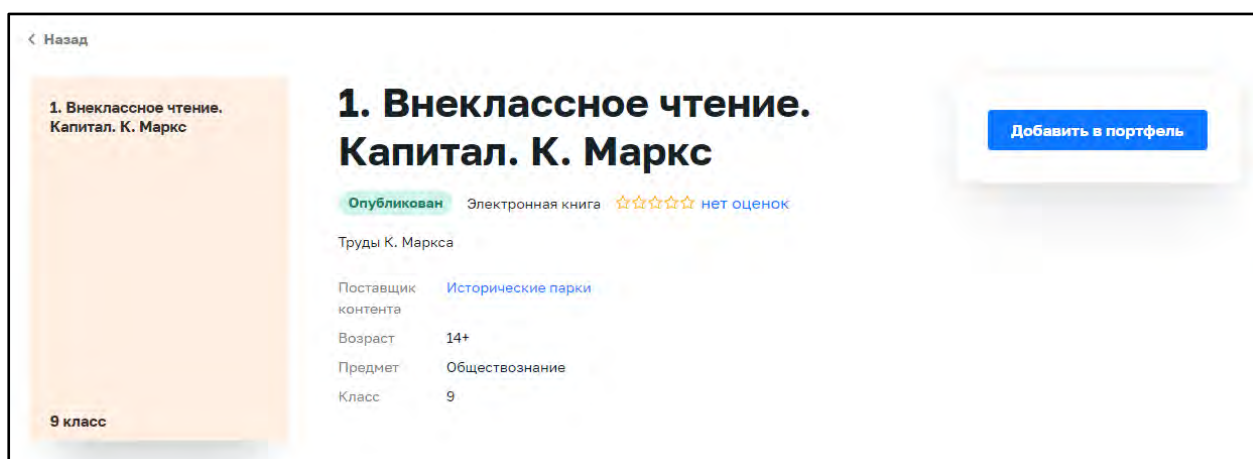 Назад
1. Внеклассное чтение.
Капитал. К. Маркс
9 класс
1. Внеклассное чтение.
Капитал. К. Маркс
Опубликован Электронная книга нет оценок
Труды К. Маркса
Поставщик контента Исторические парки
Возраст 14+
Предмет Обществознание
Класс 9
Добавить в портфель